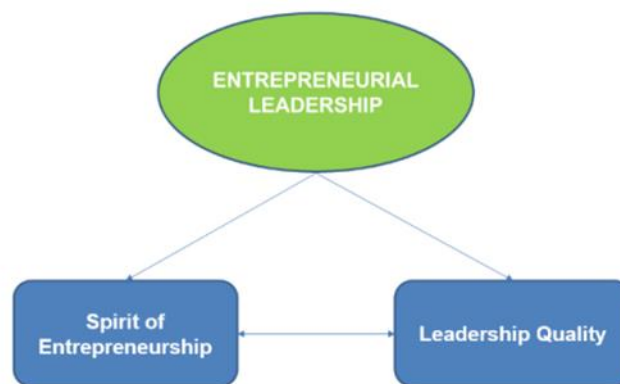 ENTREPRENEURIAL
LEADERSHIP
Spirit of
Entrepreneurship
Leadership Quality